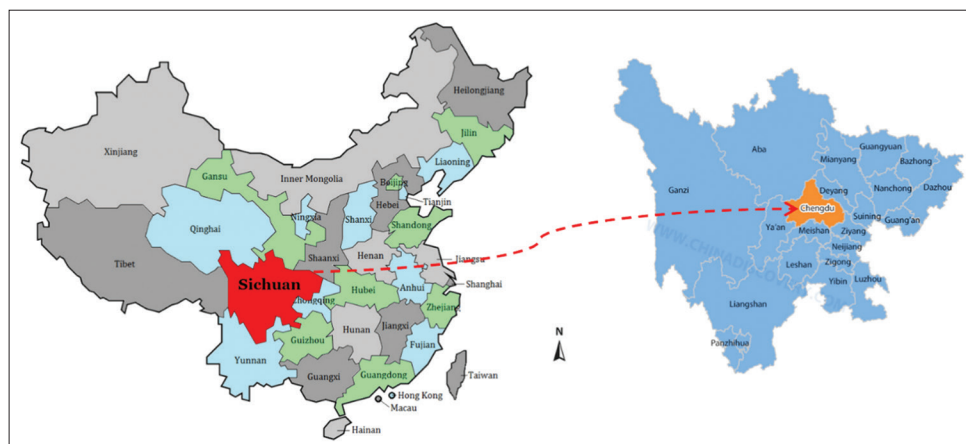 Heilongjiang
Jilin
Liaoning
Xinjiang
Gansu
Inner Mongolia
Beijing
Tianjin
Hebei
Ningxia
Shanxi
Shandong
Qinghai
Shaanxi
Henan
Jiangsu
Tibet
Sichuan
Shanghai
Hubei
Anhui
Chongqing
Zhejiang
Hunan
Jiangxi
Guizhou
Fujian
Yunnan
Guangxi
Guangdong
Taiwan
Hong Kong
Macau
Hainan
N
Aba
Guangyuan
Mianyang
Bazhong
Ganzi
Deyang
Nanchong
Dazhou
Chengdu
Suining
Guang'an
Ya'an
Meishan
Ziyang
Neijiang
Leshan
Zigong
Yibin
Luzhou
Liangshan
Panzhihua